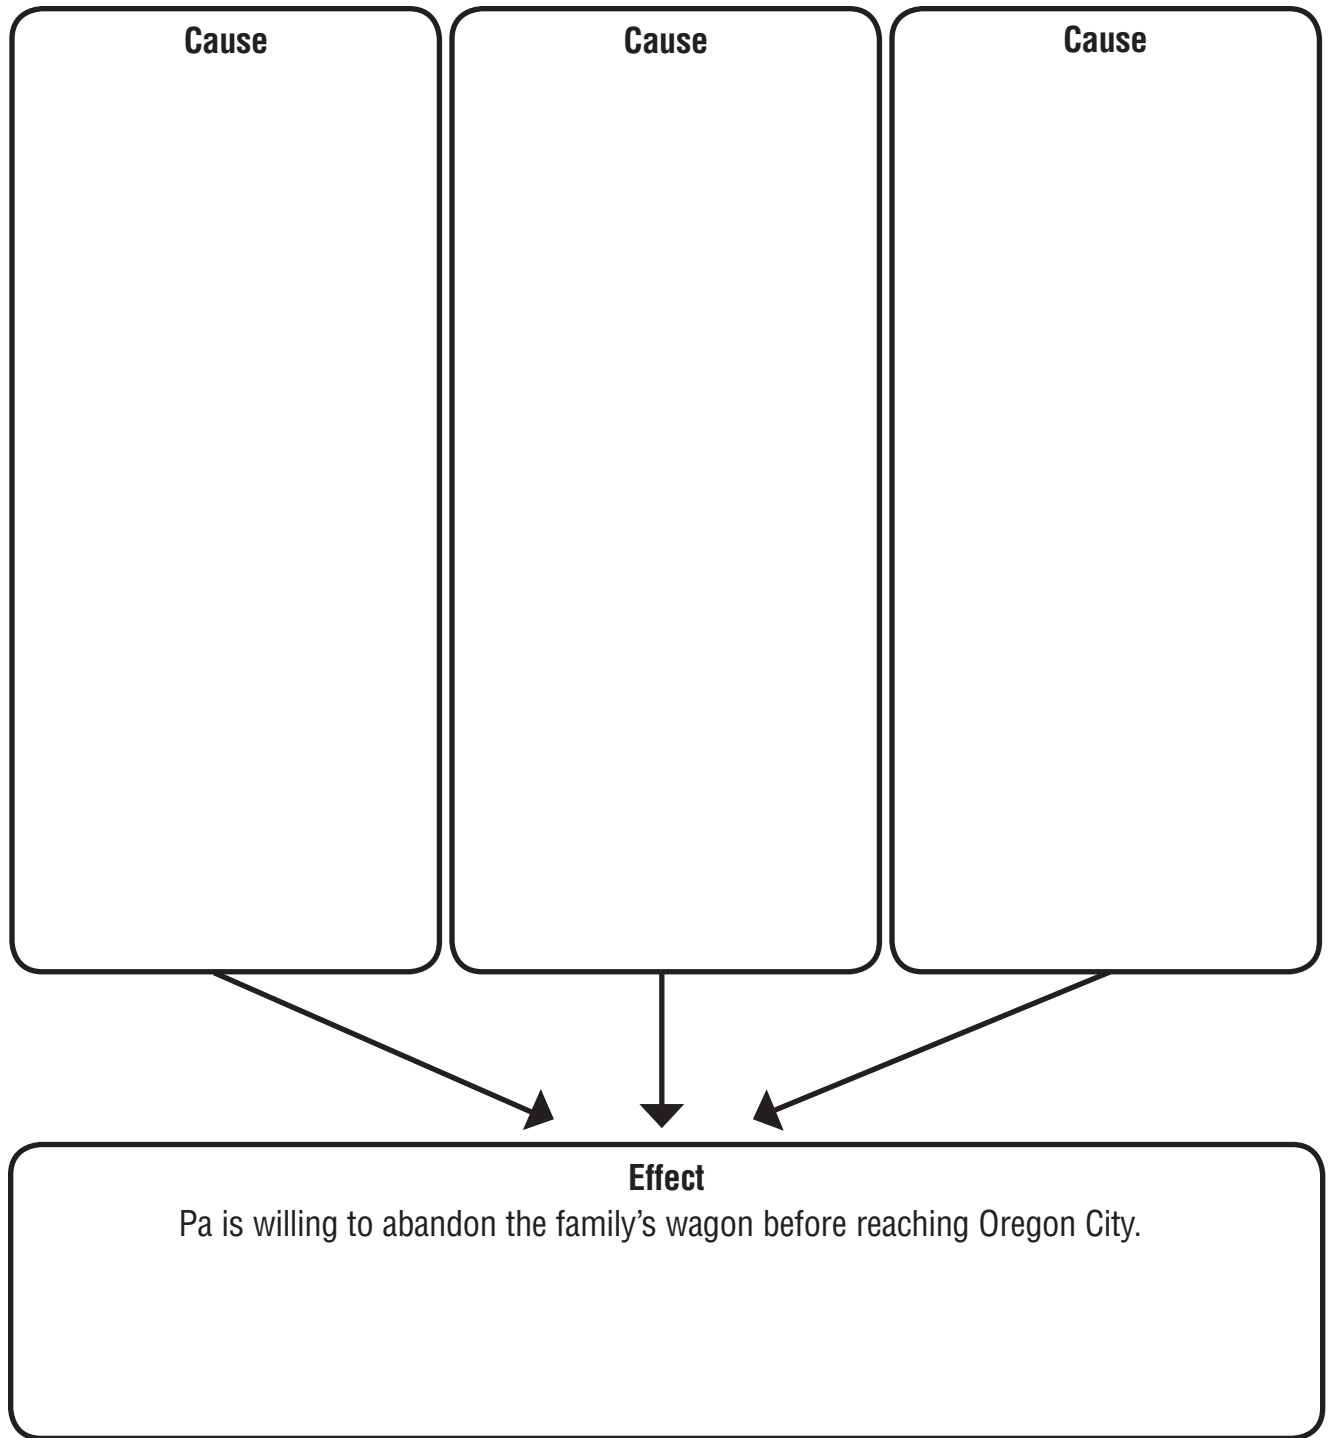 Cause
Cause
Cause
Effect
Pa is willing to abandon the family’s wagon before reaching Oregon City.